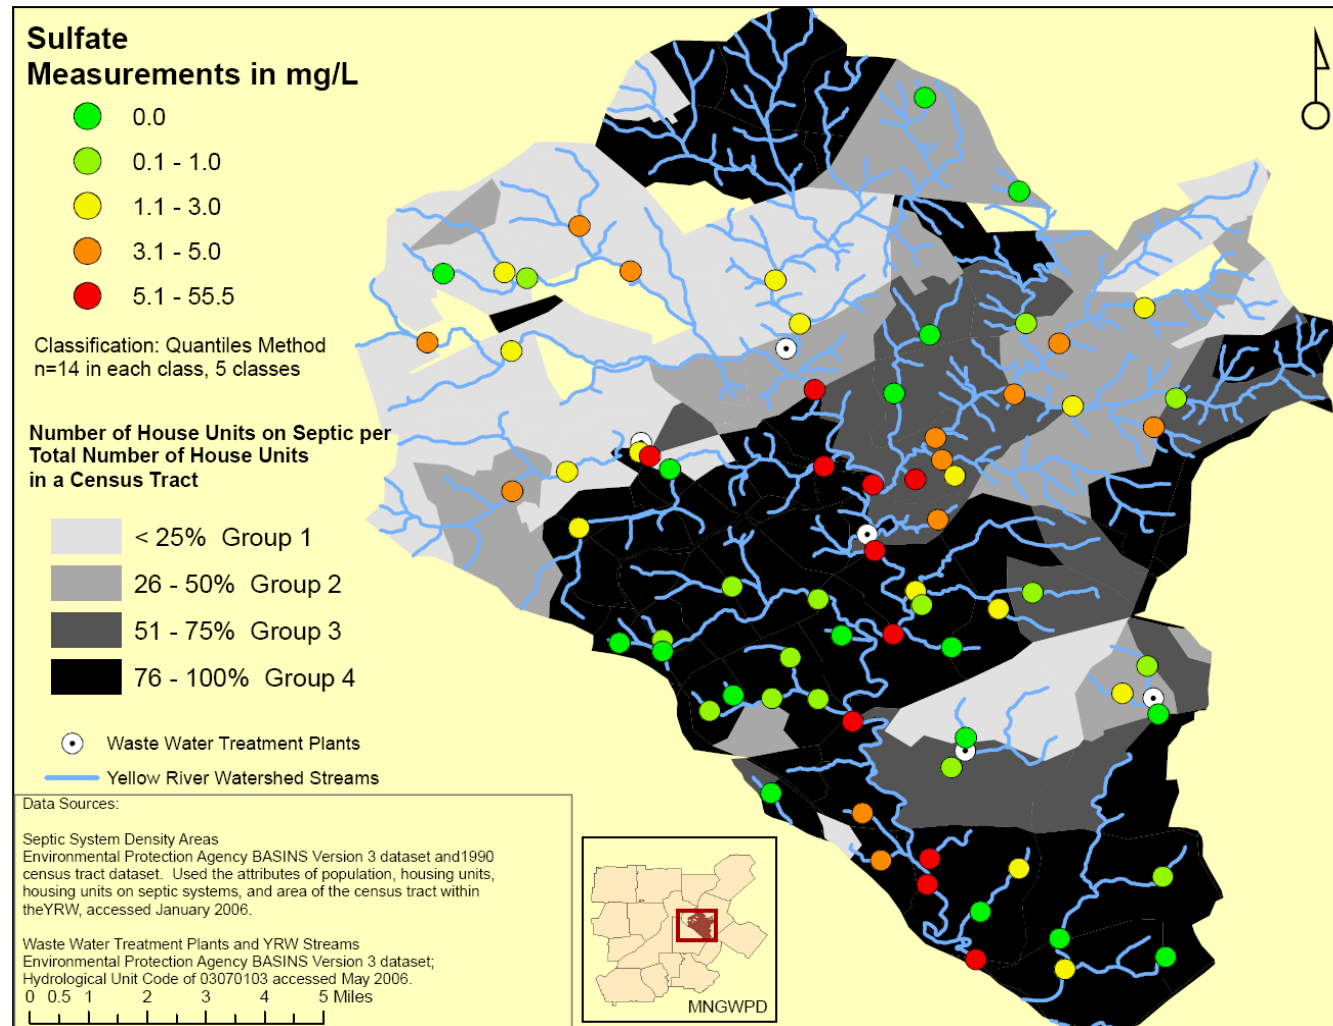 Sulfate
Measurements in mg/L
0.0
0.1 - 1.0
1.1 - 3.0
3.1 - 5.0
5.1 - 55.5
Classification: Quantiles Method
n=14 in each class, 5 classes
Number of House Units on Septic per
Total Number of House Units
in a Census Tract
< 25% Group 1
26 - 50% Group 2
51 - 75% Group 3
76 - 100% Group 4
Waste Water Treatment Plants
Yellow River Watershed Streams
Data Sources:
Septic System Density Areas
Environmental Protection Agency BASINS Version 3 dataset and1990
census tract dataset. Used the attributes of population, housing units,
housing units on septic systems, and area of the census tract within
theYRW, accessed January 2006.
Waste Water Treatment Plants and YRW Streams
Environmental Protection Agency BASINS Version 3 dataset;
Hydrological Unit Code of 03070103 accessed May 2006.
0 0.5 1 2 3 4 5 Miles
MNGWPD